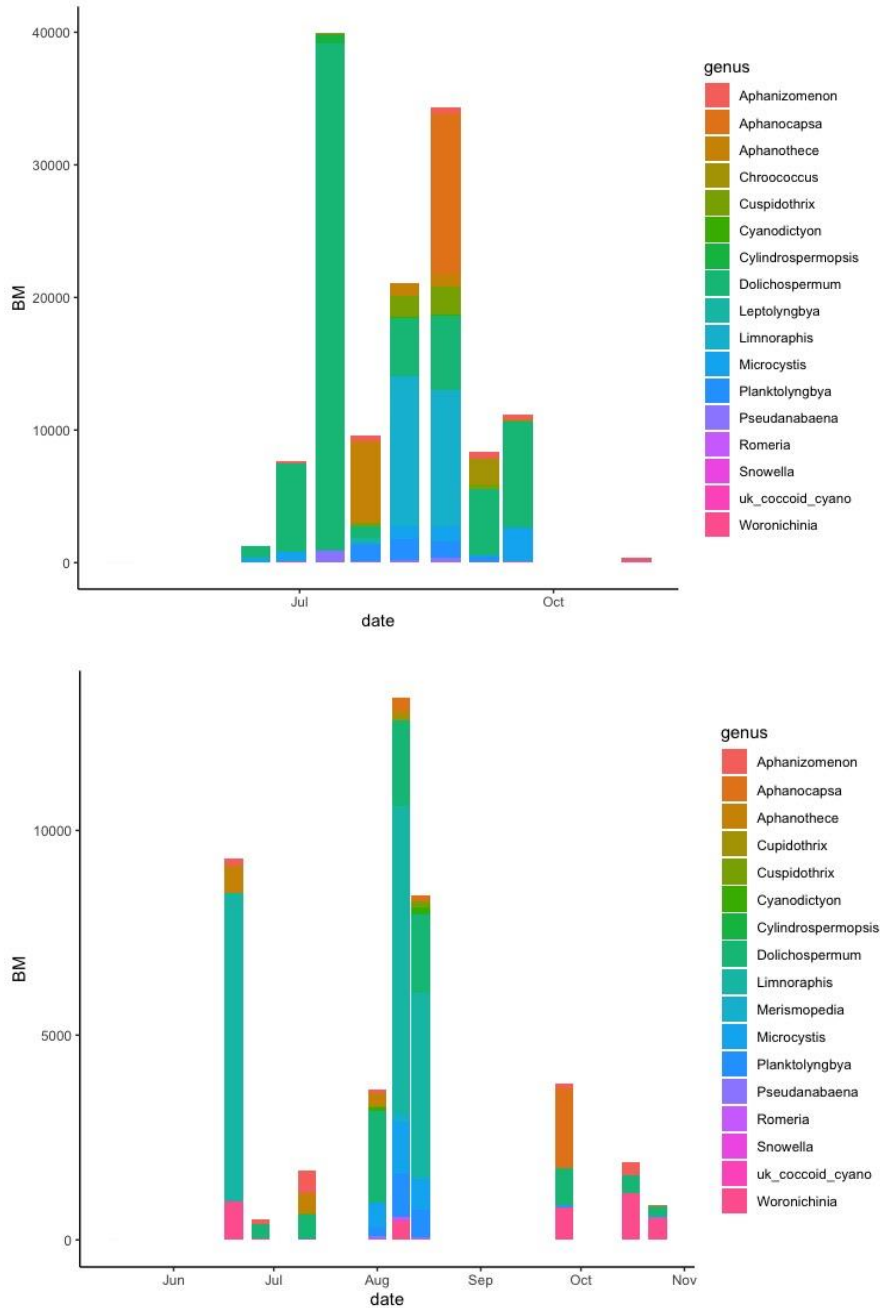 40000
30000
20000
10000
0
BM
Jul
Oct
date
genus
Aphanizomenon
Aphanocapsa
Aphanothece
Chroococcus
Cuspidothrix
Cyanodictyon
Cylindrospermopsis
Dolichospermum
Leptolyngbya
Limnoraphis
Microcystis
Planktolyngbya
Pseudanabaena
Romeria
Snowella
uk_coccoid_cyano
Woronichinia
10000
5000
0
BM
Jun
Jul
Aug
Sep
Oct
Nov
date
genus
Aphanizomenon
Aphanocapsa
Aphanothece
Cupidothrix
Cuspidothrix
Cyanodictyon
Cylindrospermopsis
Dolichospermum
Limnoraphis
Merismopedia
Microcystis
Planktolyngbya
Pseudanabaena
Romeria
Snowella
uk_coccoid_cyano
Woronichinia